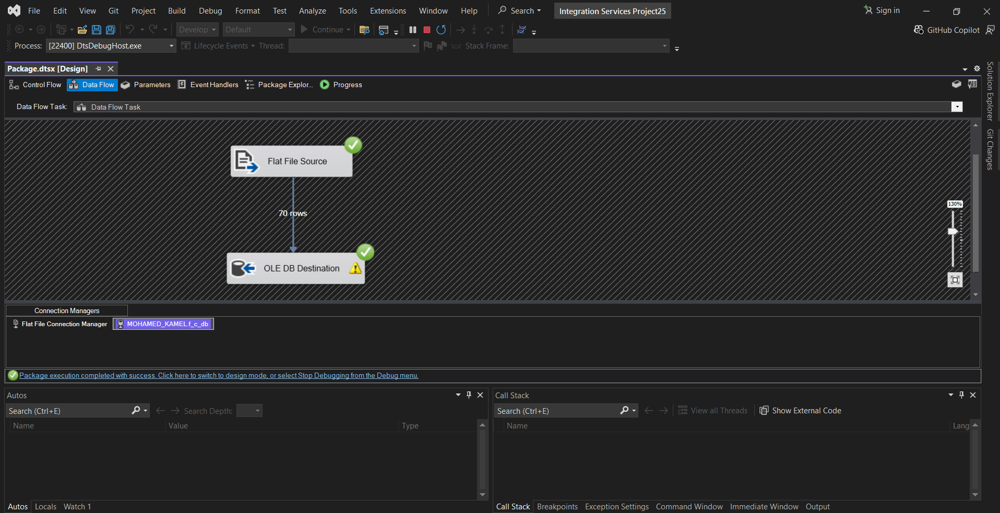 File Edit View Git Project Build Debug Format Test Analyze Tools Extensions Window Help Search Integration Services Project25 Sign in
Develop Default Continue GitHub Copilot
Process: [22400] DtsDebugHost.exe Lifecycle Events Thread: Stack Frame:
Package.dtsx [Design]
Control Flow Data Flow Parameters Event Handlers Package Explor... Progress
Data Flow Task: Data Flow Task
Solution Explorer
Git Changes
Flat File Source
130%
70 rows
OLE DB Destination
Connection Managers
Flat File Connection Manager MOHAMED_KAMEL.f_c_db
Package execution completed with success. Click here to switch to design mode, or select Stop Debugging from the Debug menu.
Autos
Search (Ctrl+E) Search Depth:
Name Value Type
Autos Locals Watch 1
Call Stack
Search (Ctrl+E) View all Threads Show External Code
Name Lang
Call Stack Breakpoints Exception Settings Command Window Immediate Window Output